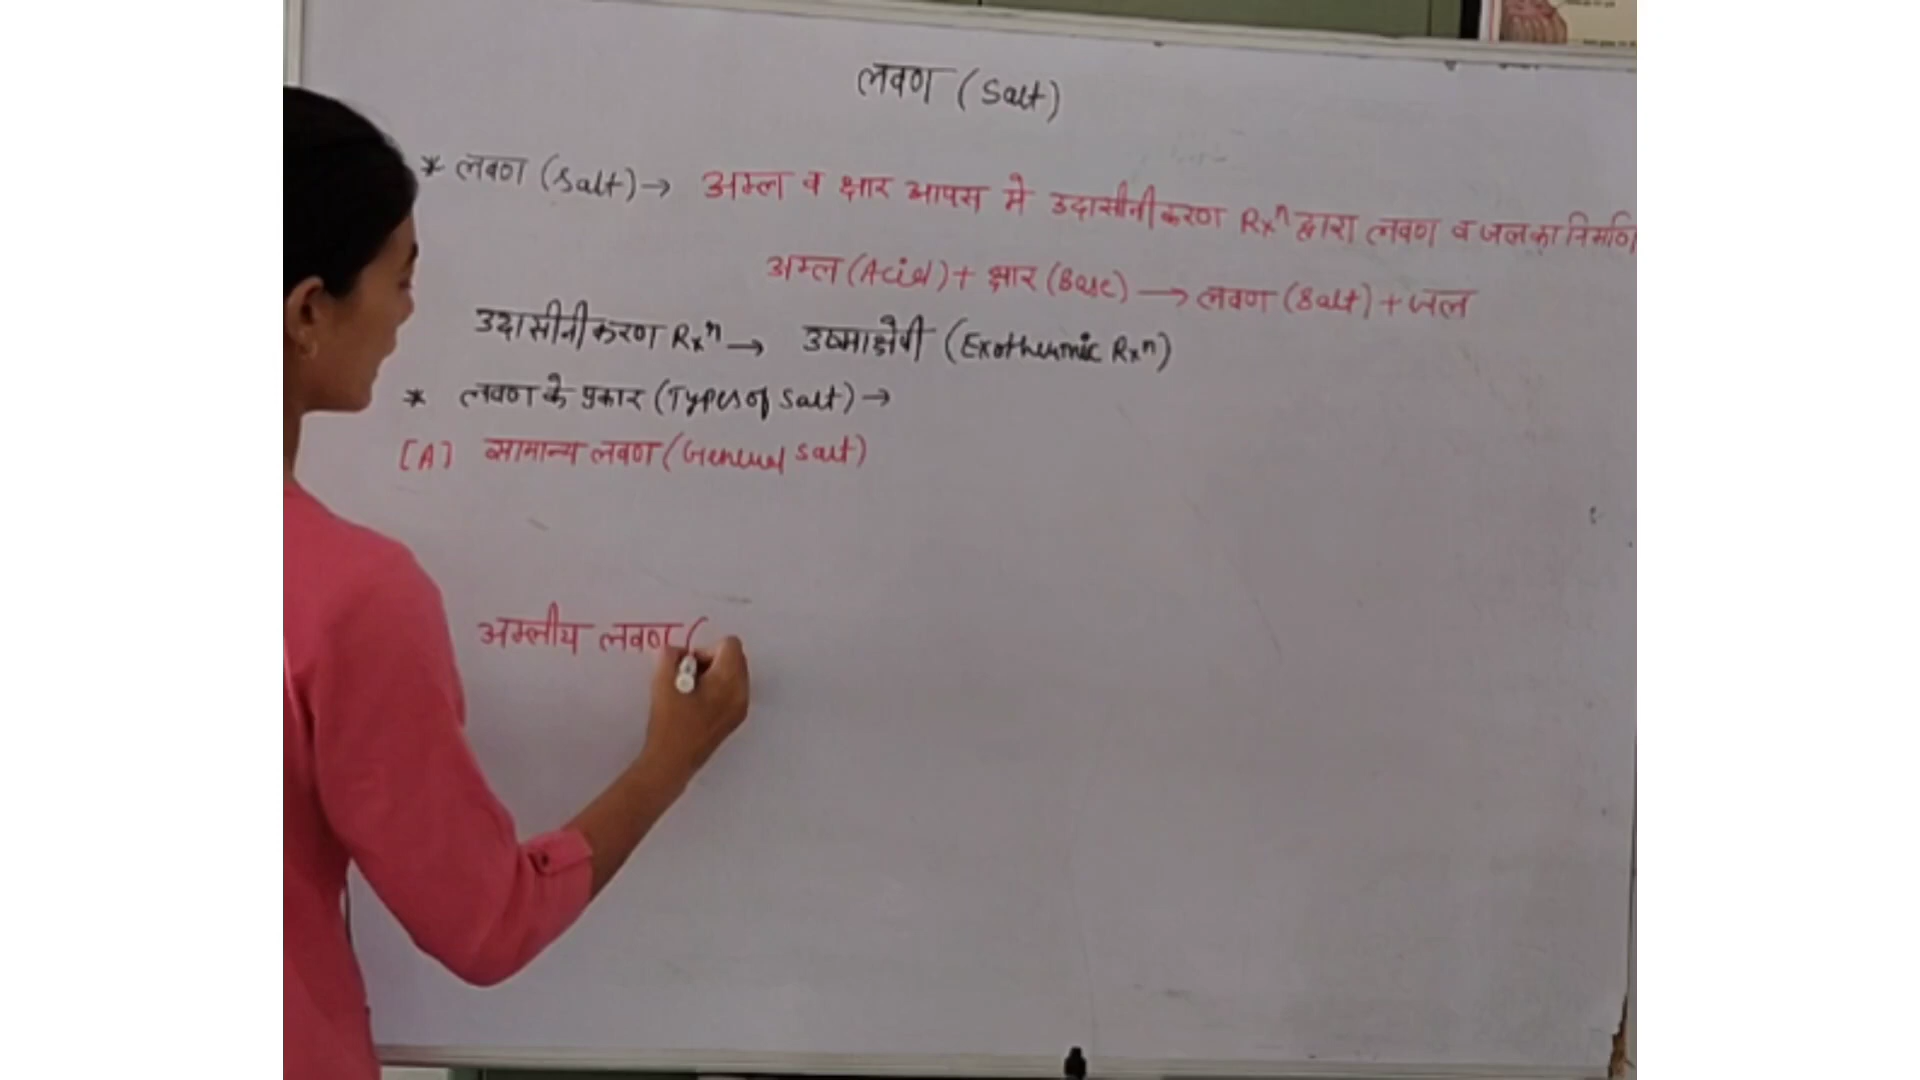 लवण (Salt)
* लवण (Salt) → अम्ल व क्षार आपस मे उदासीनीकरण Rxⁿ द्वारा लवण व जल का निर्माण
अम्ल (Acid) + क्षार (Base) → लवण (Salt) + जल
उदासीनीकरण Rxⁿ → उष्माक्षेपी (Exothermic Rxⁿ)
* लवण के प्रकार (Types of Salt) →
[A] सामान्य लवण (General Salt)
अम्लीय लवण (